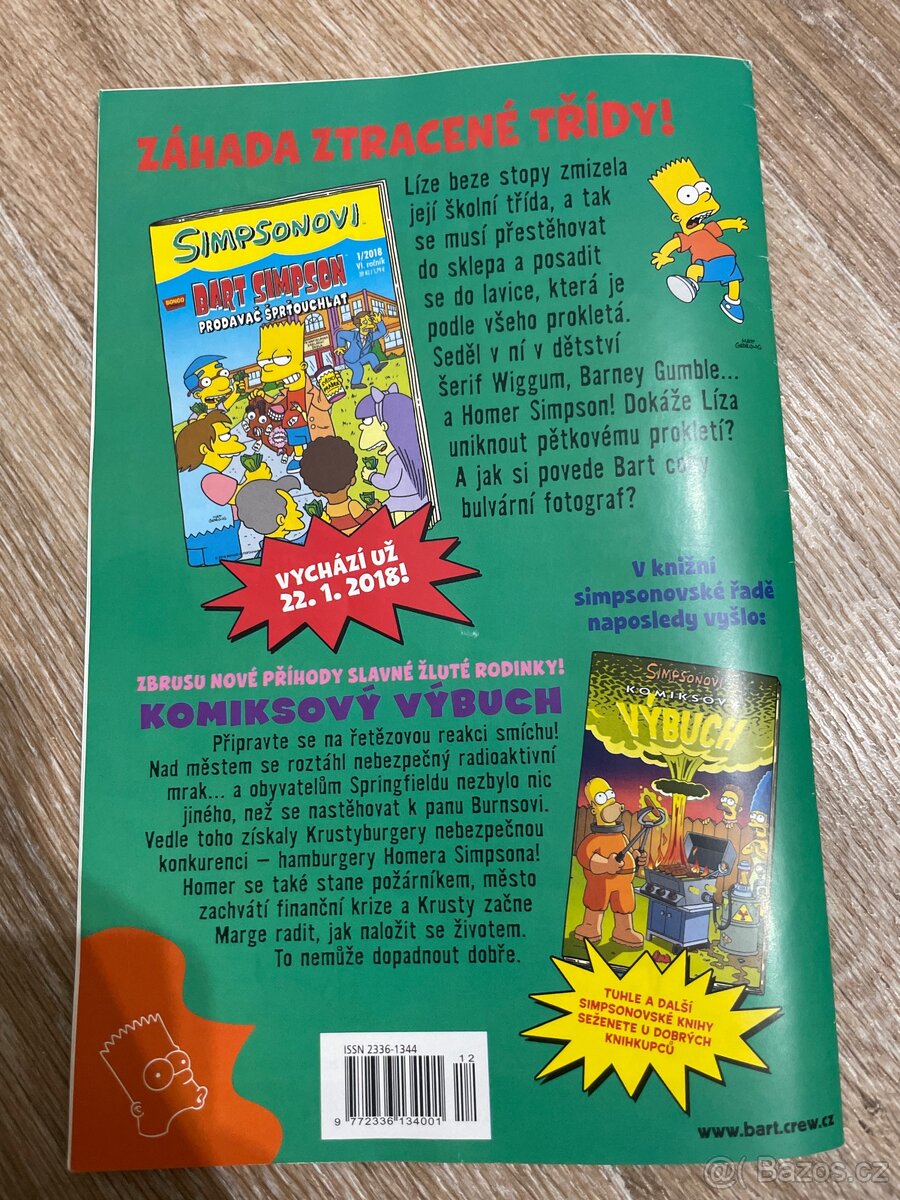 ZÁHADA ZTRACENÉ TŘÍDY!
Líze beze stopy zmizela
její školní třída, a tak
se musí přestěhovat
do sklepa a posadit
se do lavice, která je
podle všeho prokletá.
Seděl v ní v dětství
šerif Wiggum, Barney Gumble...
a Homer Simpson! Dokáže Líza
uniknout pětkovému prokletí?
A jak si povede Bart coby
bulvární fotograf?
SIMPSONOVI
1/2018
VI. ročník
BONGO
BART SIMPSON
PRODAVAČ ŠPRŤOUCHLAT
MATT GROENING
VYCHÁZÍ UŽ
22. 1. 2018!
V knižní
simpsonovské řadě
naposledy vyšlo:
ZBRUSU NOVÉ PŘÍHODY SLAVNÉ ŽLUTÉ RODINKY!
KOMIKSOVÝ VÝBUCH
Připravte se na řetězovou reakci smíchu!
Nad městem se roztáhl nebezpečný radioaktivní
mrak... a obyvatelům Springfieldu nezbylo nic
jiného, než se nastěhovat k panu Burnsovi.
Vedle toho získaly Krustyburgery nebezpečnou
konkurenci – hamburgery Homera Simpsona!
Homer se také stane požárníkem, město
zachvátí finanční krize a Krusty začne
Marge radit, jak naložit se životem.
To nemůže dopadnout dobře.
SIMPSONOVI
KOMIKSOVÝ
VÝBUCH
TUHLE A DALŠÍ
SIMPSONOVSKÉ KNIHY
SEŽENETE U DOBRÝCH
KNIHKUPCŮ
ISSN 2336-1344
12
9 772336 134001
www.bart.crew.cz
@( Bazos.cz